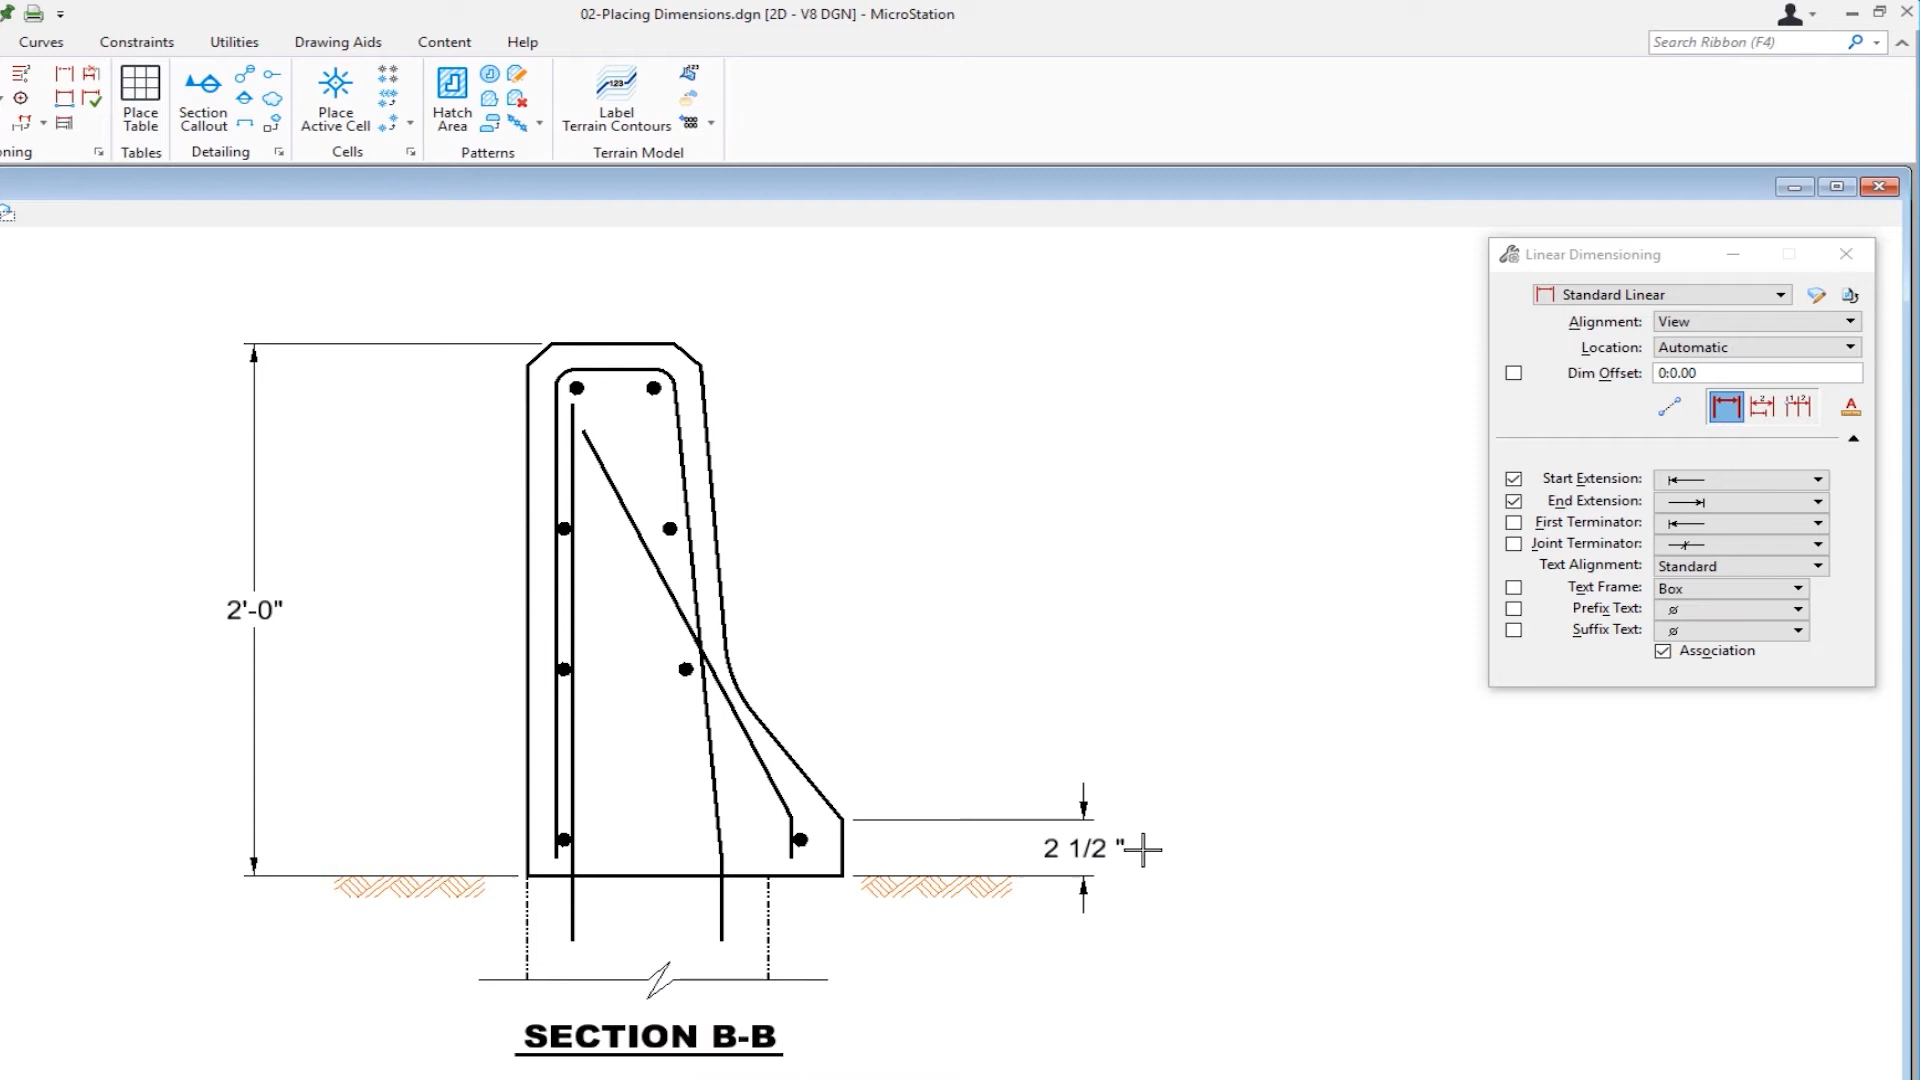 02-Placing Dimensions.dgn [2D - V8 DGN] - MicroStation
Curves
Constraints
Utilities
Drawing Aids
Content
Help
Search Ribbon (F4)
Place
Table
Section
Callout
Place
Active Cell
Hatch
Area
Label
Terrain Contours
oning
Tables
Detailing
Cells
Patterns
Terrain Model
Linear Dimensioning
Standard Linear
Alignment: View
Location: Automatic
Dim Offset: 0:0.00
Start Extension:
End Extension:
First Terminator:
Joint Terminator:
Text Alignment: Standard
Text Frame: Box
Prefix Text: ⌀
Suffix Text: ⌀
Association
2'-0"
2 1/2 "
SECTION B-B